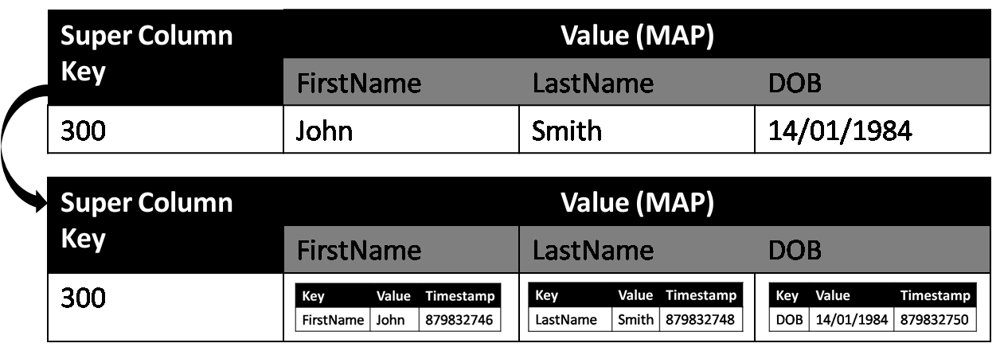 Super Column Key Value (MAP)
FirstName LastName DOB
300 John Smith 14/01/1984
Super Column Key Value (MAP)
FirstName LastName DOB
300
Key Value Timestamp Key Value Timestamp Key Value Timestamp
FirstName John 879832746 LastName Smith 879832748 DOB 14/01/1984 879832750